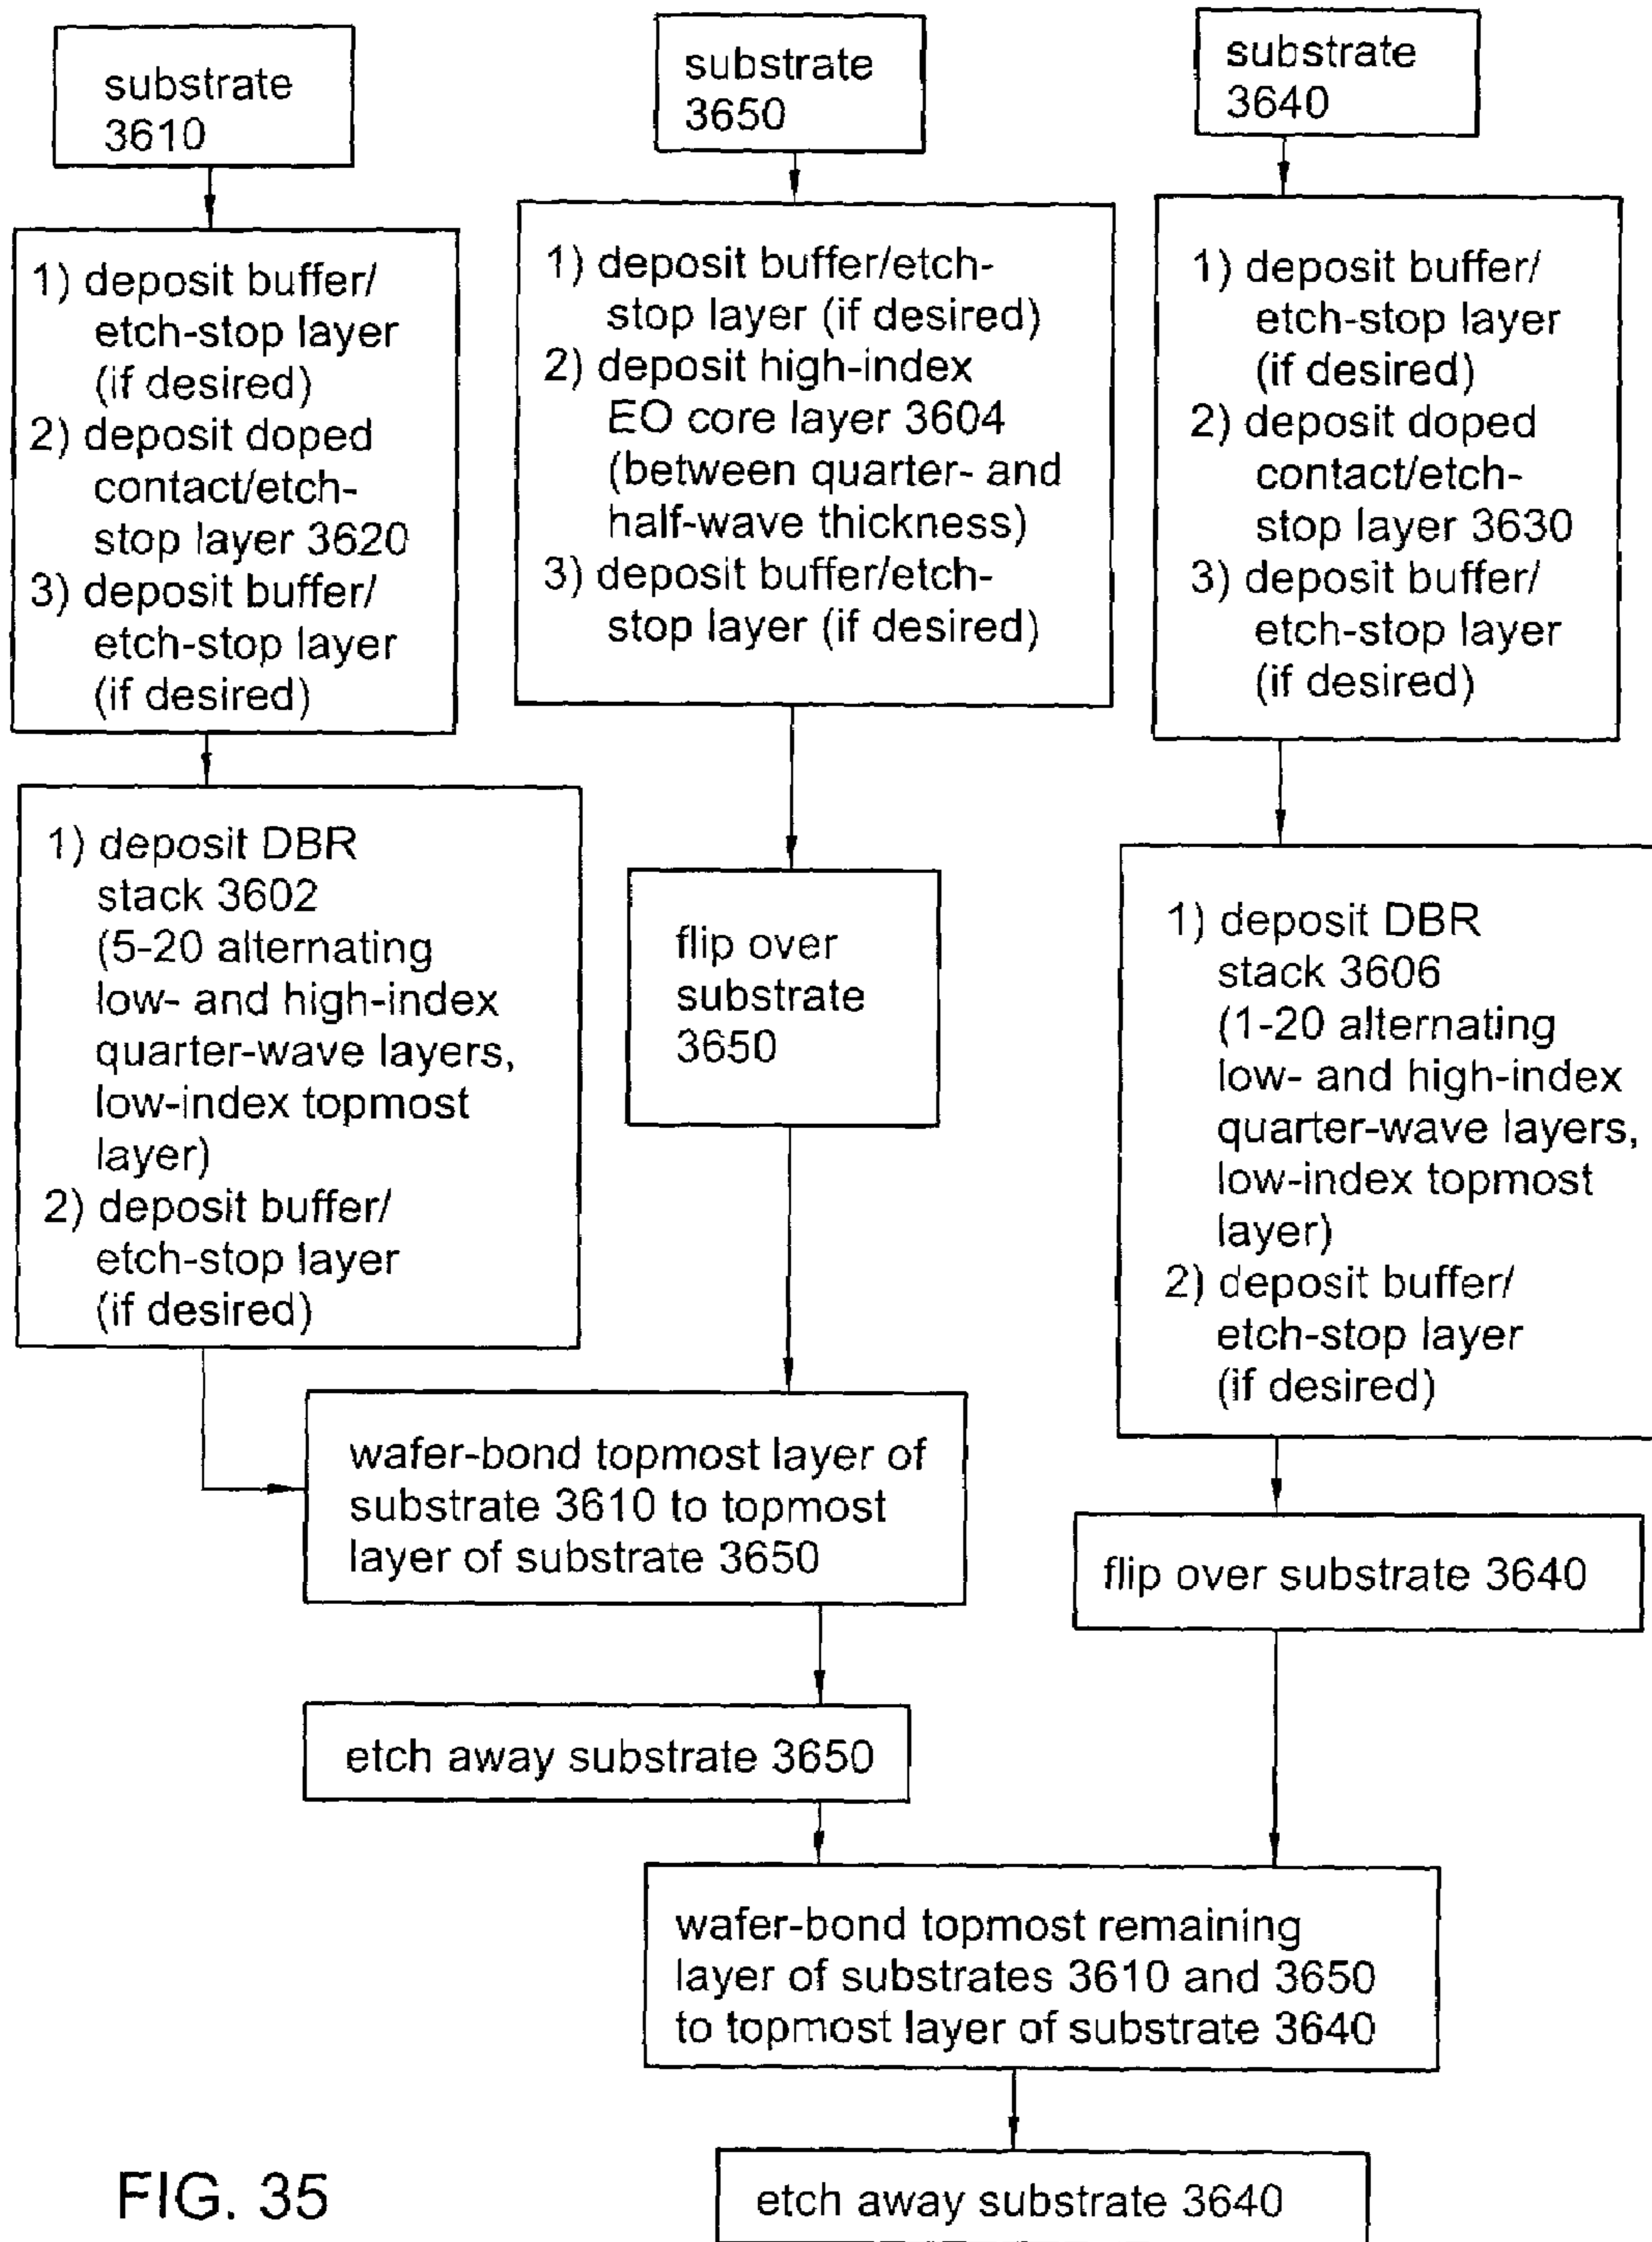 substrate
3610
substrate
3650
substrate
3640
1) deposit buffer/
etch-stop layer
(if desired)
2) deposit doped
contact/etch-
stop layer 3620
3) deposit buffer/
etch-stop layer
(if desired)
1) deposit buffer/etch-
stop layer (if desired)
2) deposit high-index
EO core layer 3604
(between quarter- and
half-wave thickness)
3) deposit buffer/etch-
stop layer (if desired)
1) deposit buffer/
etch-stop layer
(if desired)
2) deposit doped
contact/etch-
stop layer 3630
3) deposit buffer/
etch-stop layer
(if desired)
1) deposit DBR
stack 3602
(5-20 alternating
low- and high-index
quarter-wave layers,
low-index topmost
layer)
2) deposit buffer/
etch-stop layer
(if desired)
flip over
substrate
3650
1) deposit DBR
stack 3606
(1-20 alternating
low- and high-index
quarter-wave layers,
low-index topmost
layer)
2) deposit buffer/
etch-stop layer
(if desired)
wafer-bond topmost layer of
substrate 3610 to topmost
layer of substrate 3650
flip over substrate 3640
etch away substrate 3650
wafer-bond topmost remaining
layer of substrates 3610 and 3650
to topmost layer of substrate 3640
etch away substrate 3640
FIG. 35